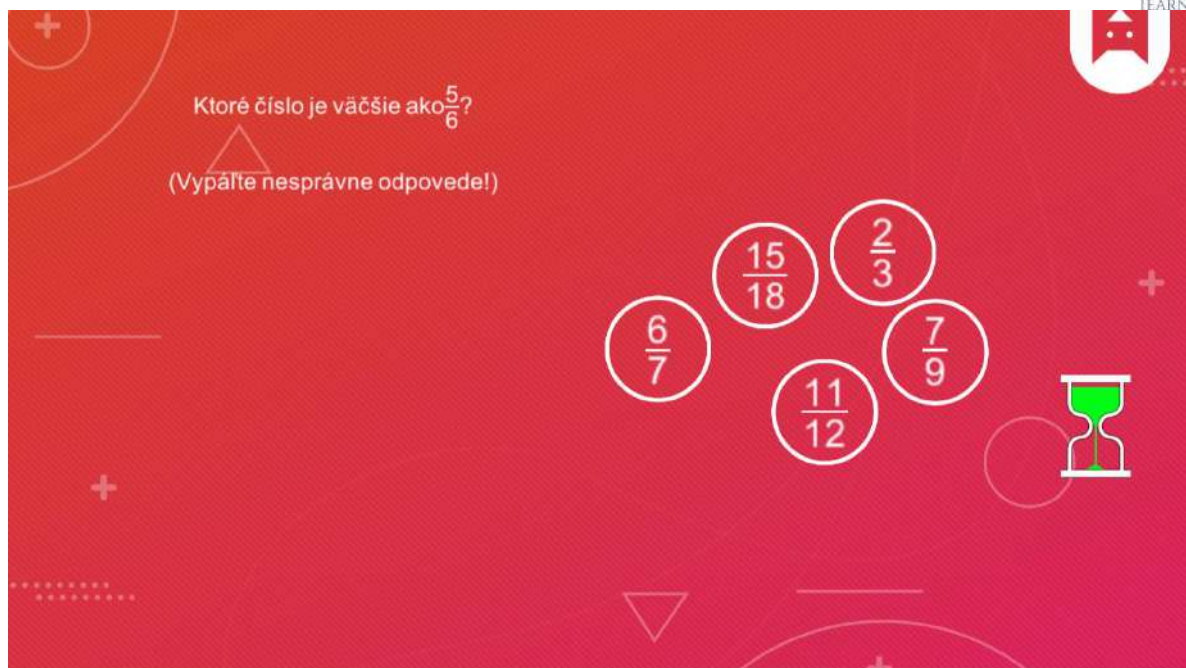 IEARN
Ktoré číslo je väčšie ako 5/6?
(Vypáľte nesprávne odpovede!)
2/3
15/18
6/7
7/9
11/12